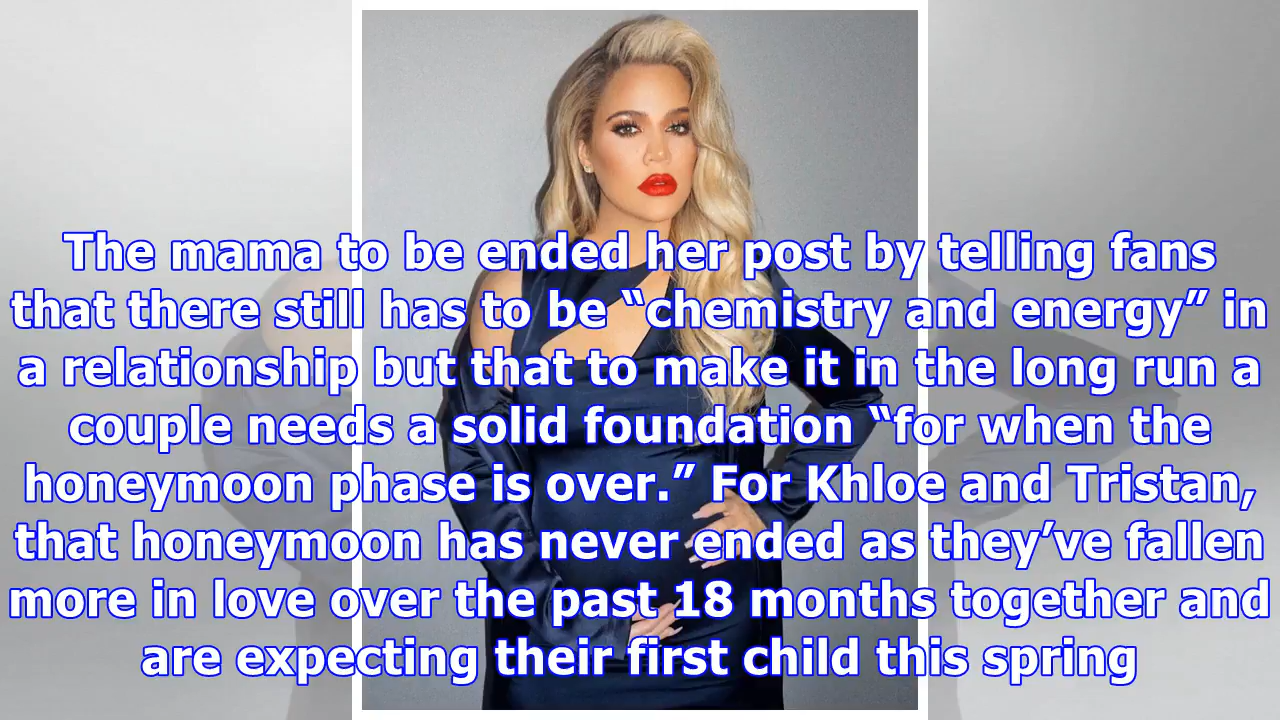 The mama to be ended her post by telling fans
that there still has to be “chemistry and energy” in
a relationship but that to make it in the long run a
couple needs a solid foundation “for when the
honeymoon phase is over.” For Khloe and Tristan,
that honeymoon has never ended as they’ve fallen
more in love over the past 18 months together and
are expecting their first child this spring